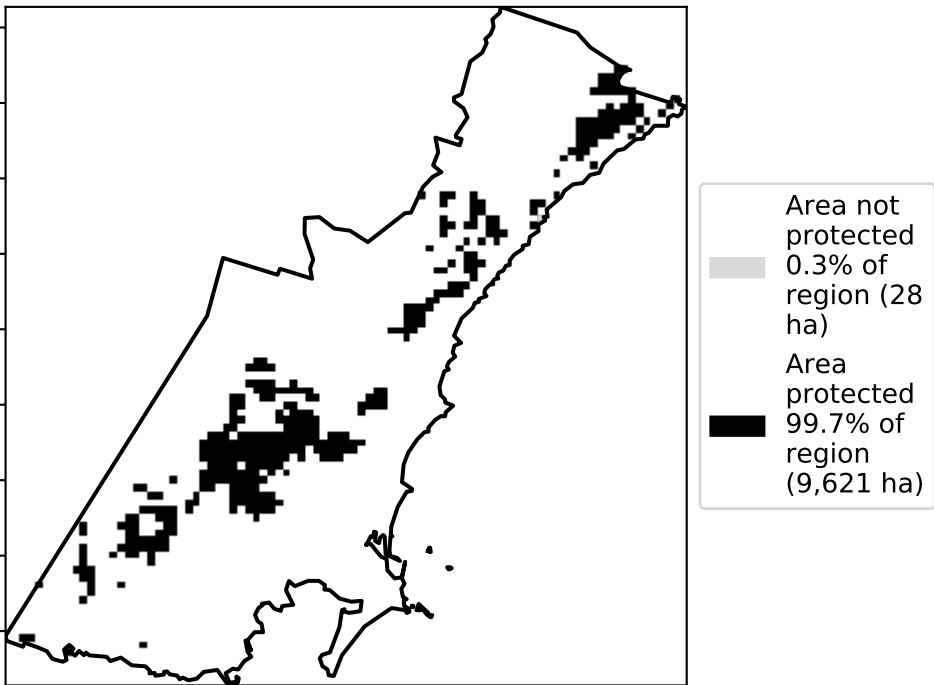 Area not
protected
0.3% of
region (28
ha)
Area
protected
99.7% of
region
(9,621 ha)